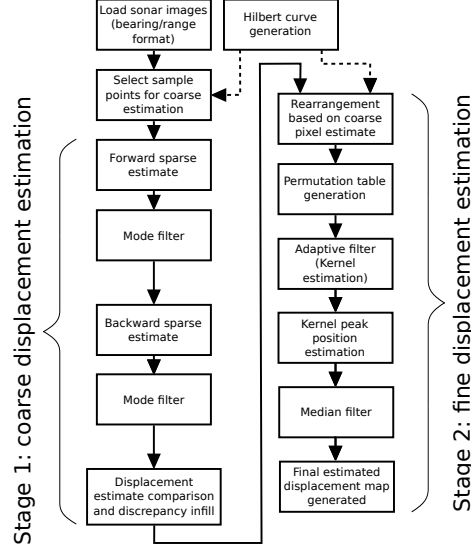 Load sonar images
(bearing/range
format)
Hilbert curve
generation
Select sample
points for coarse
estimation
Stage 1: coarse displacement estimation
Forward sparse
estimate
Mode filter
Backward sparse
estimate
Mode filter
Displacement
estimate comparison
and discrepancy infill
Rearrangement
based on coarse
pixel estimate
Permutation table
generation
Adaptive filter
(Kernel
estimation)
Kernel peak
position
estimation
Median filter
Final estimated
displacement map
generated
Stage 2: fine displacement estimation